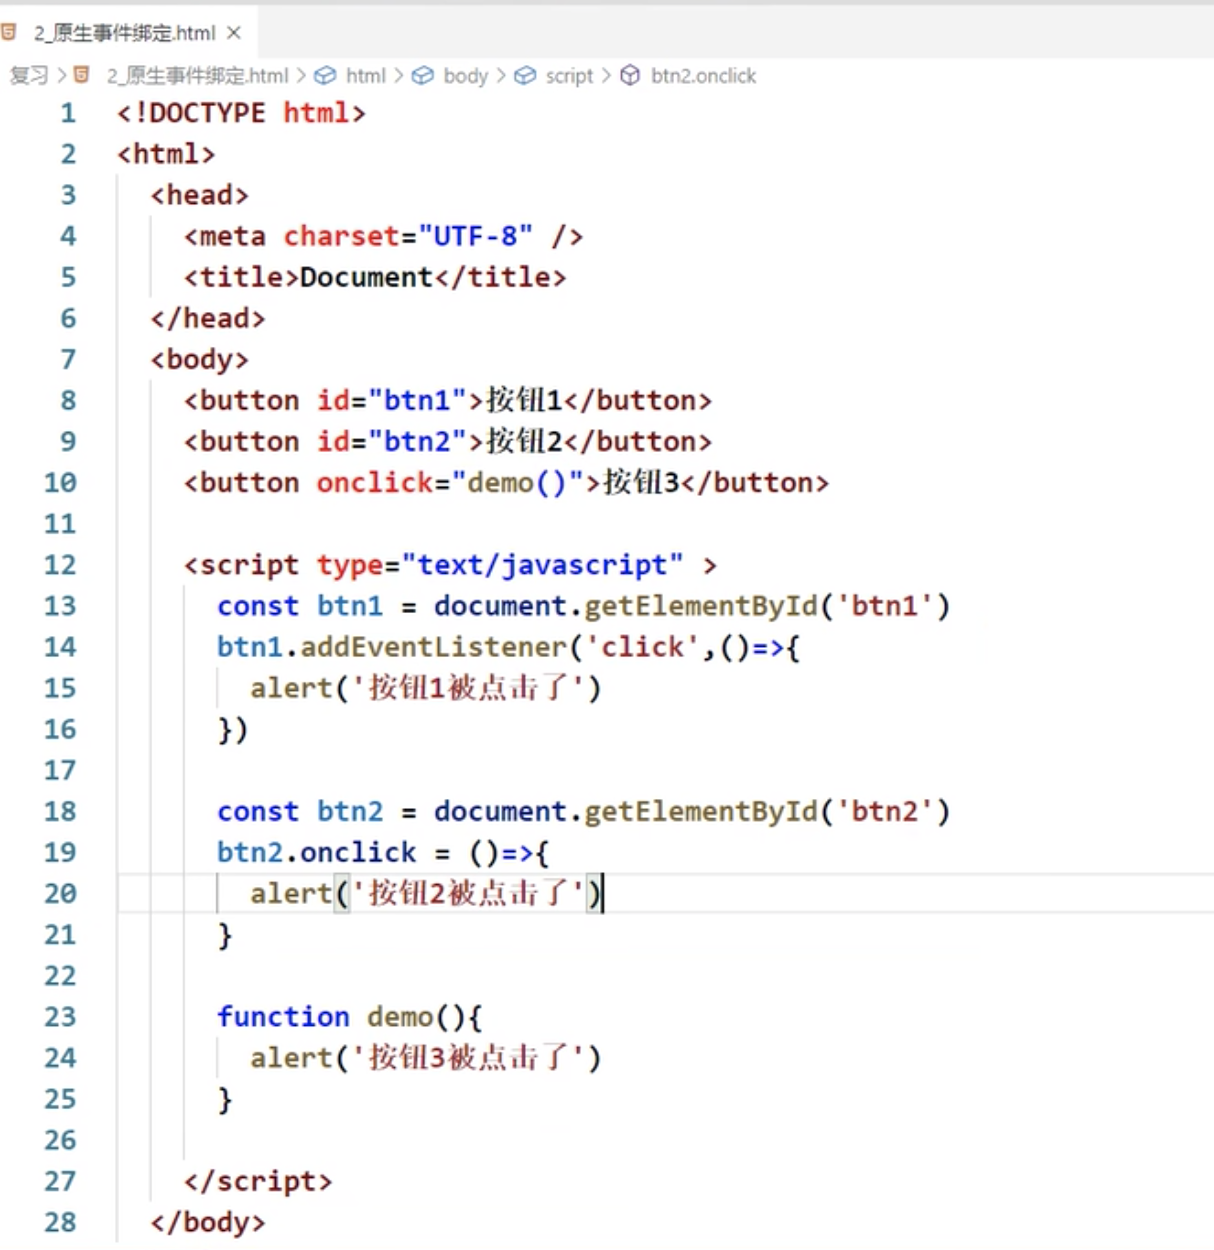 2_原生事件绑定.html ×
复习 > 2_原生事件绑定.html > html > body > script > btn2.onclick
1 <!DOCTYPE html>
2 <html>
3 <head>
4 <meta charset="UTF-8" />
5 <title>Document</title>
6 </head>
7 <body>
8 <button id="btn1">按钮1</button>
9 <button id="btn2">按钮2</button>
10 <button onclick="demo()">按钮3</button>
11
12 <script type="text/javascript" >
13 const btn1 = document.getElementById('btn1')
14 btn1.addEventListener('click',()=>{
15 alert('按钮1被点击了')
16 })
17
18 const btn2 = document.getElementById('btn2')
19 btn2.onclick = ()=>{
20 alert('按钮2被点击了')
21 }
22
23 function demo(){
24 alert('按钮3被点击了')
25 }
26
27 </script>
28 </body>